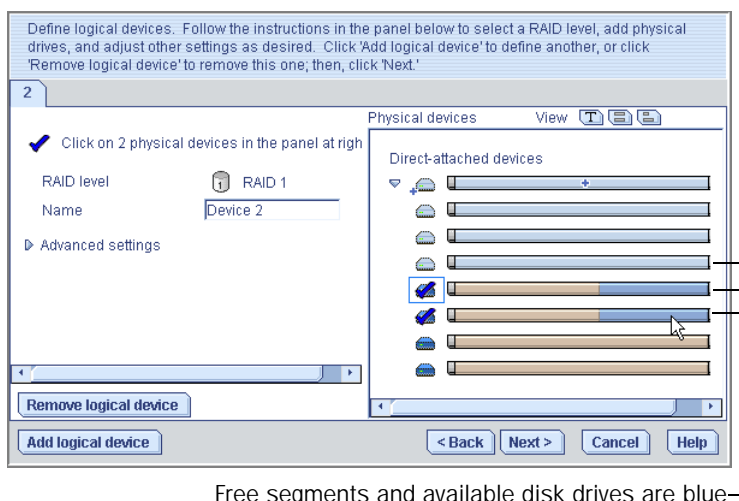 Define logical devices. Follow the instructions in the panel below to select a RAID level, add physical
drives, and adjust other settings as desired. Click 'Add logical device' to define another, or click
'Remove logical device' to remove this one; then, click 'Next.'
2
Physical devices View T
Click on 2 physical devices in the panel at righ
Direct-attached devices
RAID level 1 RAID 1
Name Device 2
Advanced settings
Remove logical device
Add logical device < Back Next > Cancel Help
Free segments and available disk drives are blue–